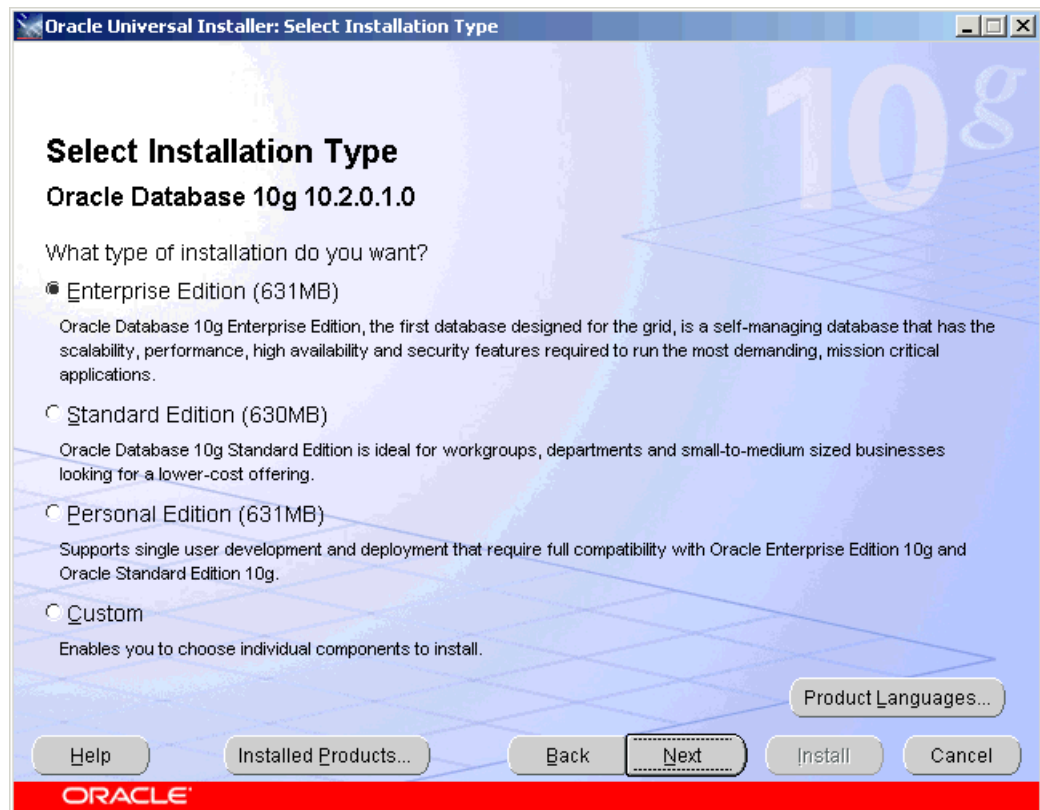 Oracle Universal Installer: Select Installation Type
10g
Select Installation Type
Oracle Database 10g 10.2.0.1.0
What type of installation do you want?
Enterprise Edition (631MB)
Oracle Database 10g Enterprise Edition, the first database designed for the grid, is a self-managing database that has the
scalability, performance, high availability and security features required to run the most demanding, mission critical
applications.
Standard Edition (630MB)
Oracle Database 10g Standard Edition is ideal for workgroups, departments and small-to-medium sized businesses
looking for a lower-cost offering.
Personal Edition (631MB)
Supports single user development and deployment that require full compatibility with Oracle Enterprise Edition 10g and
Oracle Standard Edition 10g.
Custom
Enables you to choose individual components to install.
Product Languages...
Help Installed Products... Back Next Install Cancel
ORACLE